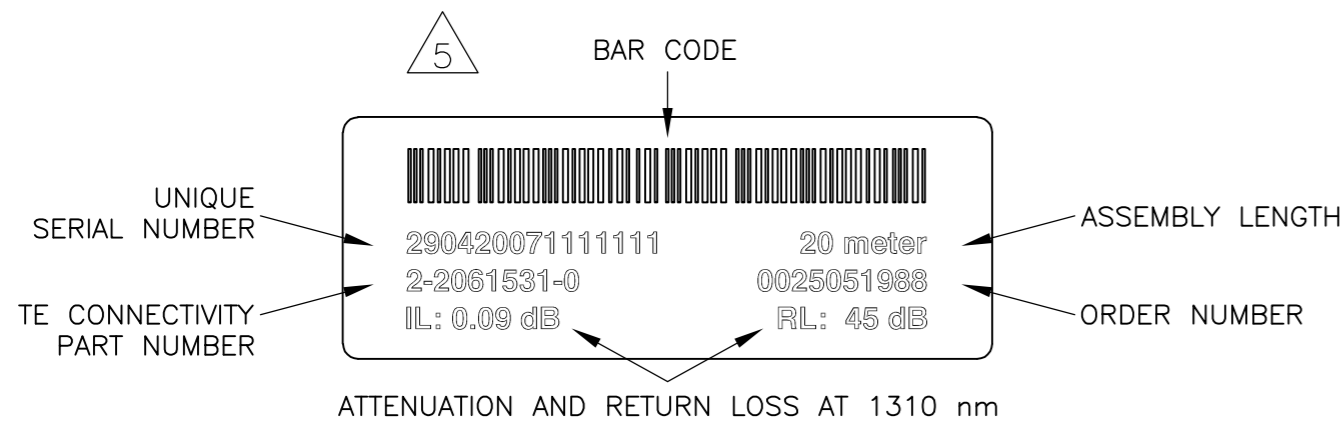 5
BAR CODE
UNIQUE
SERIAL NUMBER
290420071111111
20 meter
ASSEMBLY LENGTH
TE CONNECTIVITY
PART NUMBER
2-2061531-0
0025051988
ORDER NUMBER
IL: 0.09 dB
RL: 45 dB
ATTENUATION AND RETURN LOSS AT 1310 nm